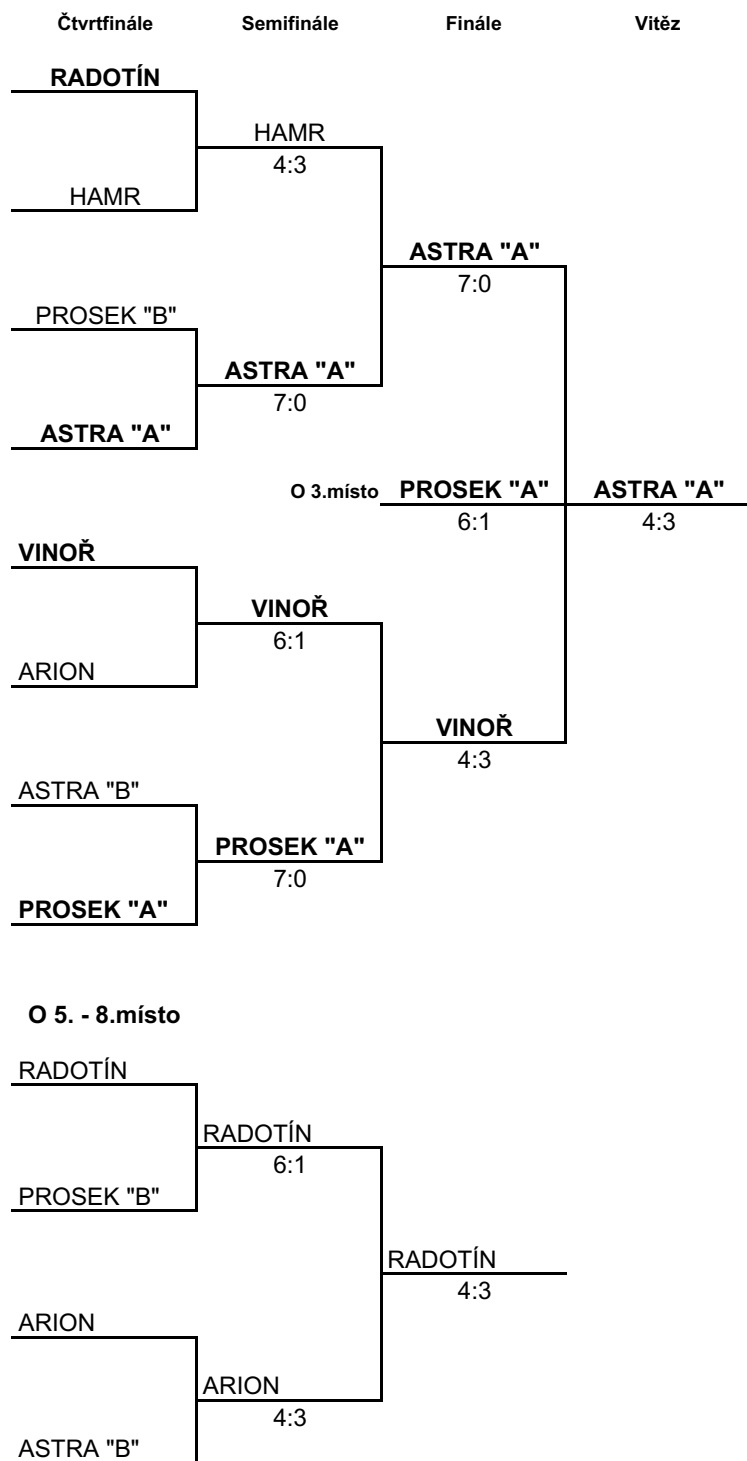 Čtvrtfinále Semifinále Finále Vitěz
RADOTÍN
HAMR
4:3
HAMR
ASTRA "A"
7:0
PROSEK "B"
ASTRA "A"
7:0
ASTRA "A"
O 3.místo PROSEK "A" ASTRA "A"
6:1 4:3
VINOŘ
VINOŘ
6:1
ARION
VINOŘ
4:3
ASTRA "B"
PROSEK "A"
7:0
PROSEK "A"
O 5. - 8.místo
RADOTÍN
RADOTÍN
6:1
PROSEK "B"
RADOTÍN
4:3
ARION
ARION
4:3
ASTRA "B"